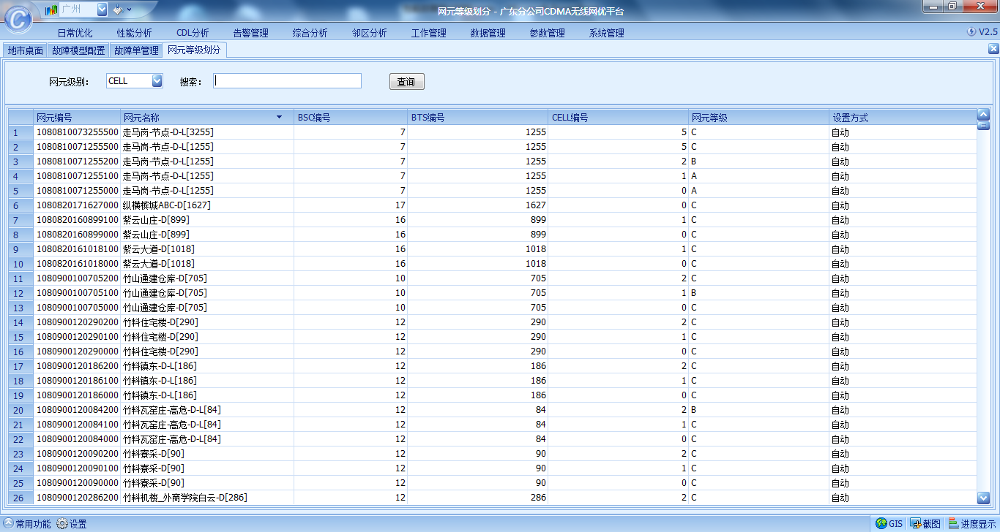 广州
网元等级划分 - 广东分公司CDMA无线网优平台
日常优化 性能分析 CDL分析 告警管理 综合分析 邻区分析 工作管理 数据管理 参数管理 系统管理 V2.5
地市桌面 故障模型配置 故障单管理 网元等级划分
网元级别： CELL 搜索： 查询
网元编号 网元名称 BSC编号 BTS编号 CELL编号 网元等级 设置方式
1 1080810073255500 走马岗-节点-D-L[3255] 7 1255 5 C 自动
2 1080810071255500 走马岗-节点-D-L[1255] 7 1255 5 C 自动
3 1080810071255200 走马岗-节点-D-L[1255] 7 1255 2 B 自动
4 1080810071255100 走马岗-节点-D-L[1255] 7 1255 1 A 自动
5 1080810071255000 走马岗-节点-D-L[1255] 7 1255 0 A 自动
6 1080820171627000 纵横槟城ABC-D[1627] 17 1627 0 C 自动
7 1080820160899100 紫云山庄-D[899] 16 899 1 C 自动
8 1080820160899000 紫云山庄-D[899] 16 899 0 C 自动
9 1080820161018100 紫云大道-D[1018] 16 1018 1 C 自动
10 1080820161018000 紫云大道-D[1018] 16 1018 0 C 自动
11 1080900100705200 竹山通建仓库-D[705] 10 705 2 C 自动
12 1080900100705100 竹山通建仓库-D[705] 10 705 1 B 自动
13 1080900100705000 竹山通建仓库-D[705] 10 705 0 C 自动
14 1080900120290200 竹料住宅楼-D[290] 12 290 2 C 自动
15 1080900120290100 竹料住宅楼-D[290] 12 290 1 C 自动
16 1080900120290000 竹料住宅楼-D[290] 12 290 0 C 自动
17 1080900120186200 竹料镇东-D-L[186] 12 186 2 C 自动
18 1080900120186100 竹料镇东-D-L[186] 12 186 1 C 自动
19 1080900120186000 竹料镇东-D-L[186] 12 186 0 C 自动
20 1080900120084200 竹料瓦窑庄-高危-D-L[84] 12 84 2 B 自动
21 1080900120084100 竹料瓦窑庄-高危-D-L[84] 12 84 1 C 自动
22 1080900120084000 竹料瓦窑庄-高危-D-L[84] 12 84 0 C 自动
23 1080900120090200 竹料寮采-D[90] 12 90 2 C 自动
24 1080900120090100 竹料寮采-D[90] 12 90 1 C 自动
25 1080900120090000 竹料寮采-D[90] 12 90 0 C 自动
26 1080900120286200 竹料机楼_外商学院白云-D[286] 12 286 2 C 自动
常用功能 设置 GIS 截图 进度显示